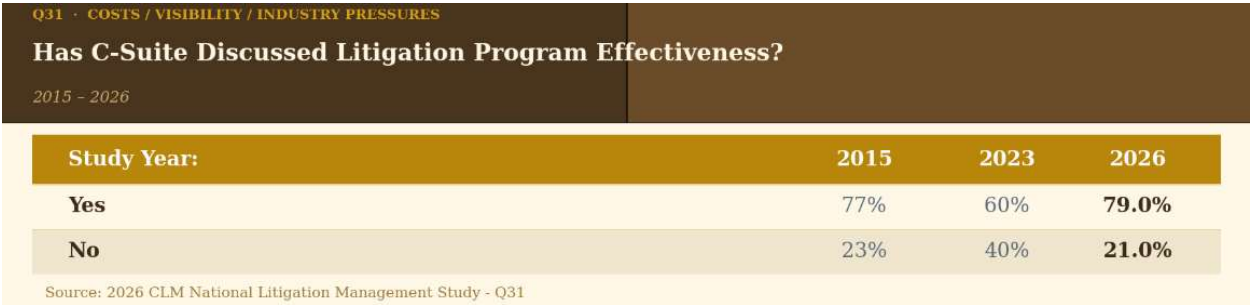 Q31 · COSTS / VISIBILITY / INDUSTRY PRESSURES
Has C-Suite Discussed Litigation Program Effectiveness?
2015 – 2026
Study Year: 2015 2023 2026
Yes 77% 60% 79.0%
No 23% 40% 21.0%
Source: 2026 CLM National Litigation Management Study - Q31